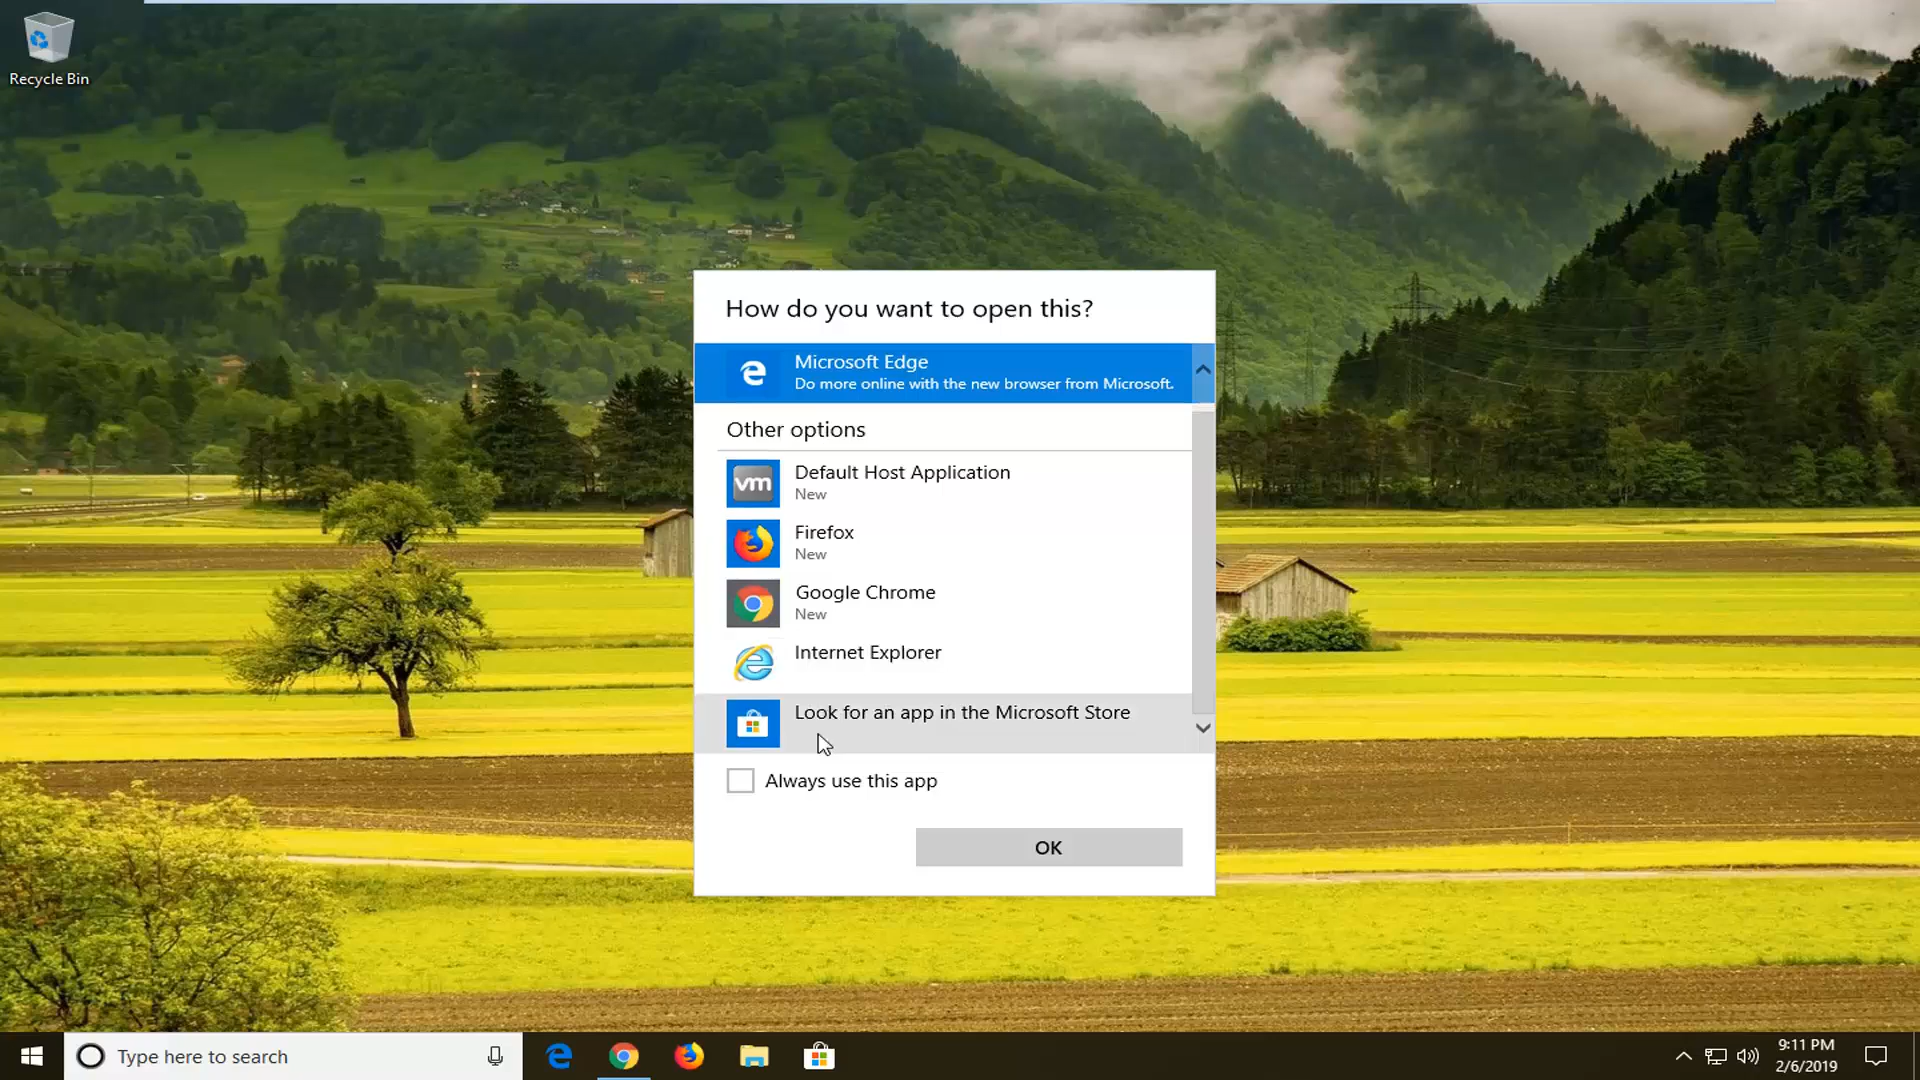 Recycle Bin
How do you want to open this?
Microsoft Edge
Do more online with the new browser from Microsoft.
Other options
vm
Default Host Application
New
Firefox
New
Google Chrome
New
Internet Explorer
Look for an app in the Microsoft Store
Always use this app
OK
Type here to search
9:11 PM
2/6/2019